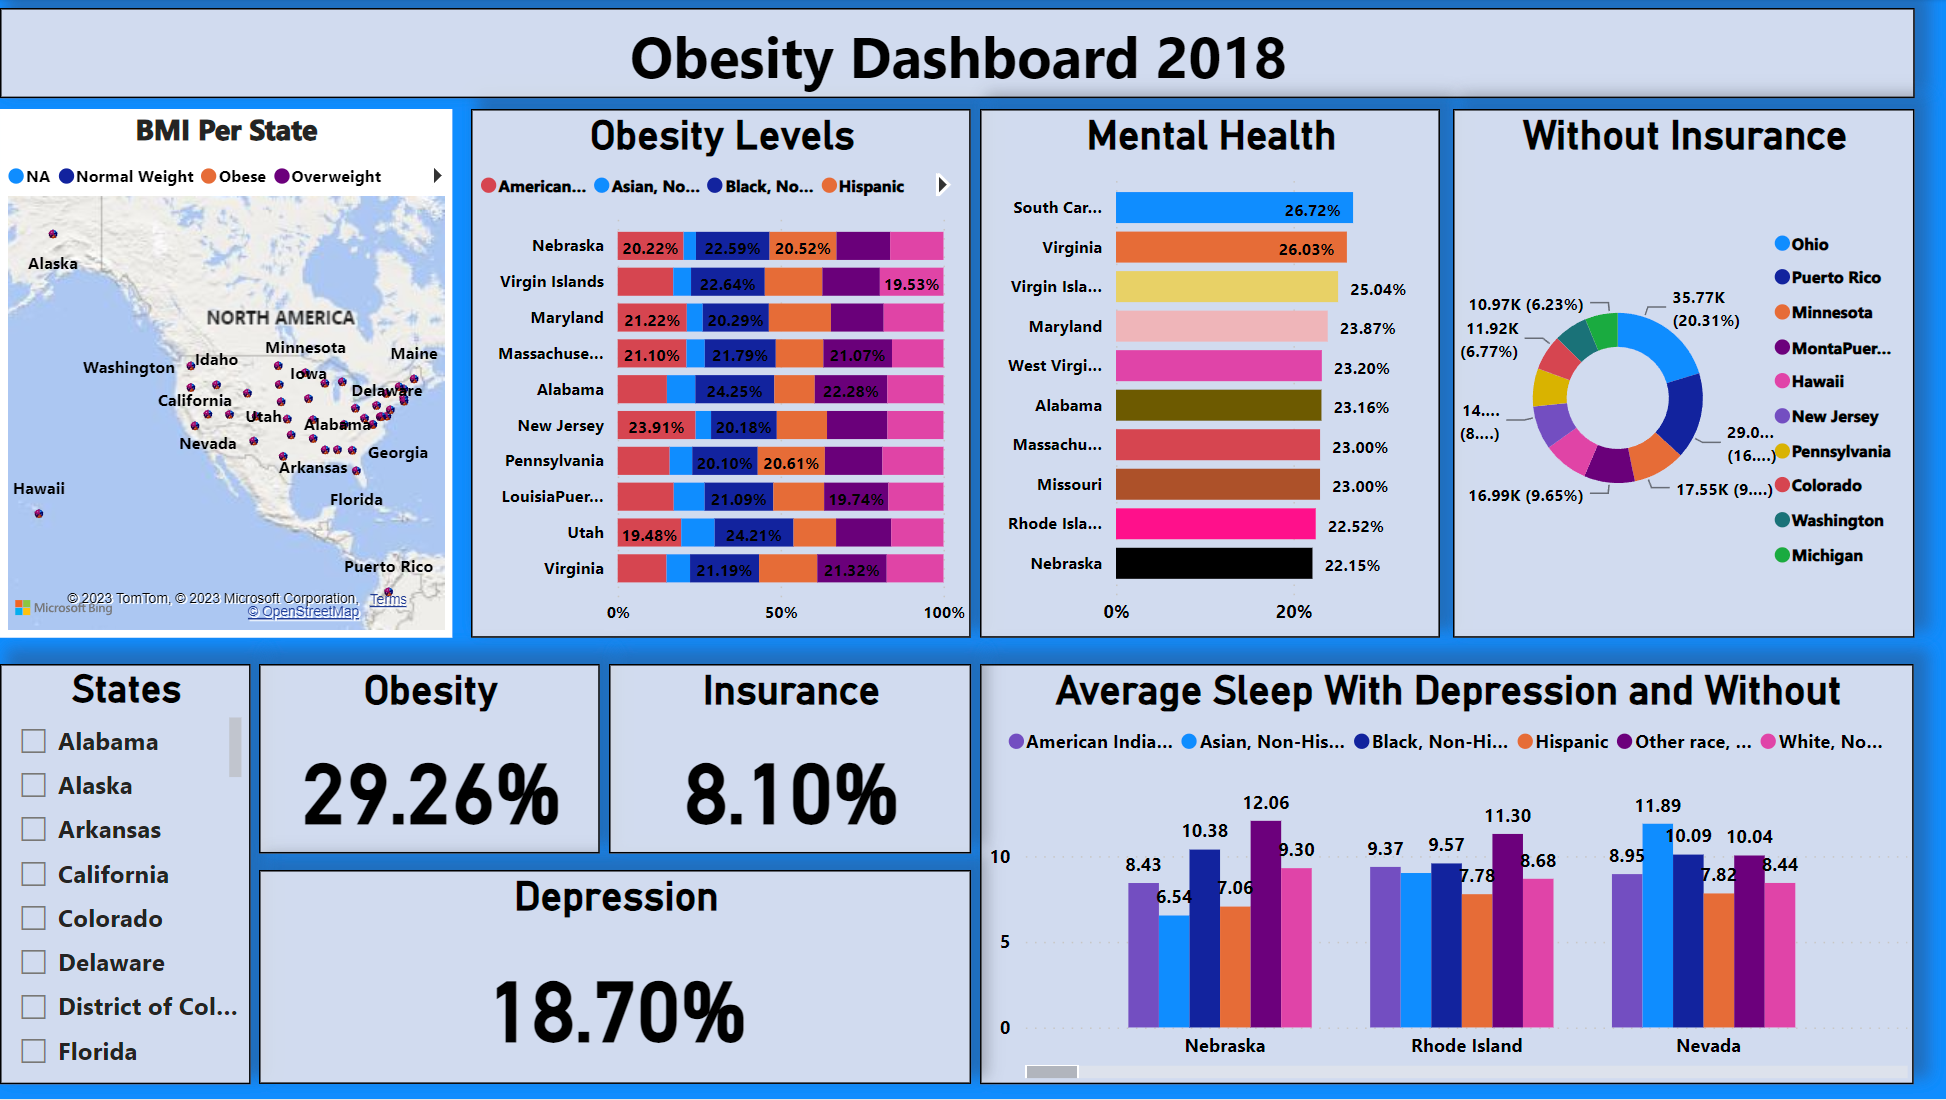 Obesity Dashboard 2018
BMI Per State
NA Normal Weight Obese Overweight
Alaska
NORTH AMERICA
Minnesota
Maine
Washington
Idaho
Iowa
Delaware
California
Utah
Alabama
Nevada
Georgia
Arkansas
Hawaii
Florida
Puerto Rico
© 2023 TomTom, © 2023 Microsoft Corporation, Terms
Microsoft Bing
© OpenStreetMap
Obesity Levels
American... Asian, No... Black, No... Hispanic
Nebraska 20.22% 22.59% 20.52%
Virgin Islands 22.64% 19.53%
Maryland 21.22% 20.29%
Massachuse... 21.10% 21.79% 21.07%
Alabama 24.25% 22.28%
New Jersey 23.91% 20.18%
Pennsylvania 20.10% 20.61%
LouisiaPuer... 21.09% 19.74%
Utah 19.48% 24.21%
Virginia 21.19% 21.32%
0% 50% 100%
Mental Health
South Car... 26.72%
Virginia 26.03%
Virgin Isla... 25.04%
Maryland 23.87%
West Virgi... 23.20%
Alabama 23.16%
Massachu... 23.00%
Missouri 23.00%
Rhode Isla... 22.52%
Nebraska 22.15%
0% 20%
Without Insurance
35.77K
(20.31%)
29.0...
(16....)
17.55K (9....)
16.99K (9.65%)
14....
(8....)
11.92K
(6.77%)
10.97K (6.23%)
Ohio
Puerto Rico
Minnesota
MontaPuer...
Hawaii
New Jersey
Pennsylvania
Colorado
Washington
Michigan
States
Alabama
Alaska
Arkansas
California
Colorado
Delaware
District of Col...
Florida
Obesity
29.26%
Insurance
8.10%
Depression
18.70%
Average Sleep With Depression and Without
American India... Asian, Non-His... Black, Non-Hi... Hispanic Other race, ... White, No...
10
5
0
8.43 6.54 10.38 7.06 12.06 9.30
9.37 9.57 7.78 11.30 8.68
8.95 11.89 10.09 7.82 10.04 8.44
Nebraska Rhode Island Nevada